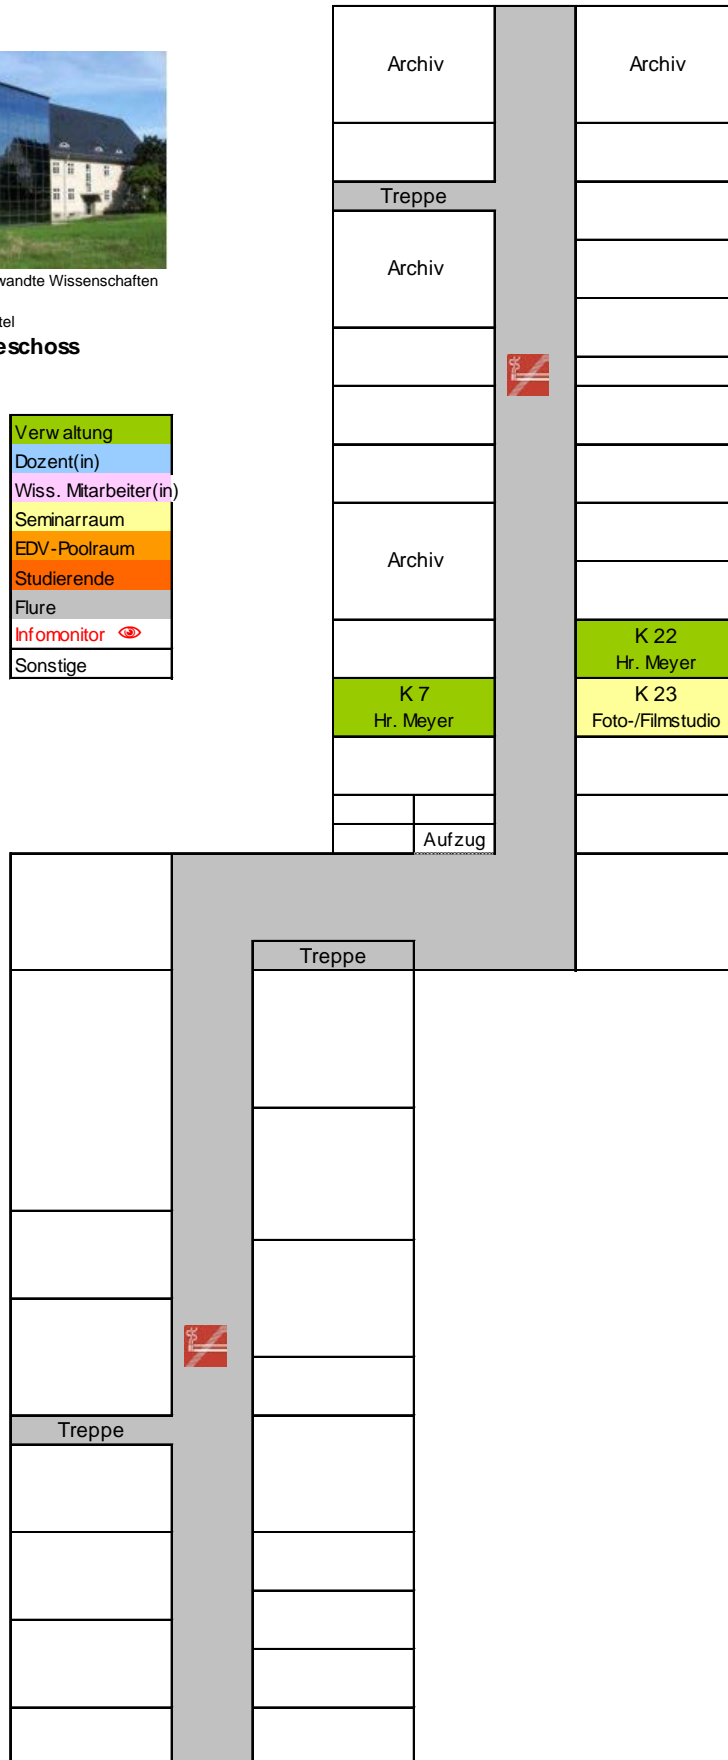 Archiv
Archiv
Treppe
Archiv
wandte Wissenschaften
tel
eschoss
Verwaltung
Dozent(in)
Wiss. Mitarbeiter(in)
Seminarraum
EDV-Poolraum
Studierende
Flure
Infomonitor
Sonstige
Archiv
K 22
Hr. Meyer
K 7
Hr. Meyer
K 23
Foto-/Filmstudio
Aufzug
Treppe
Treppe